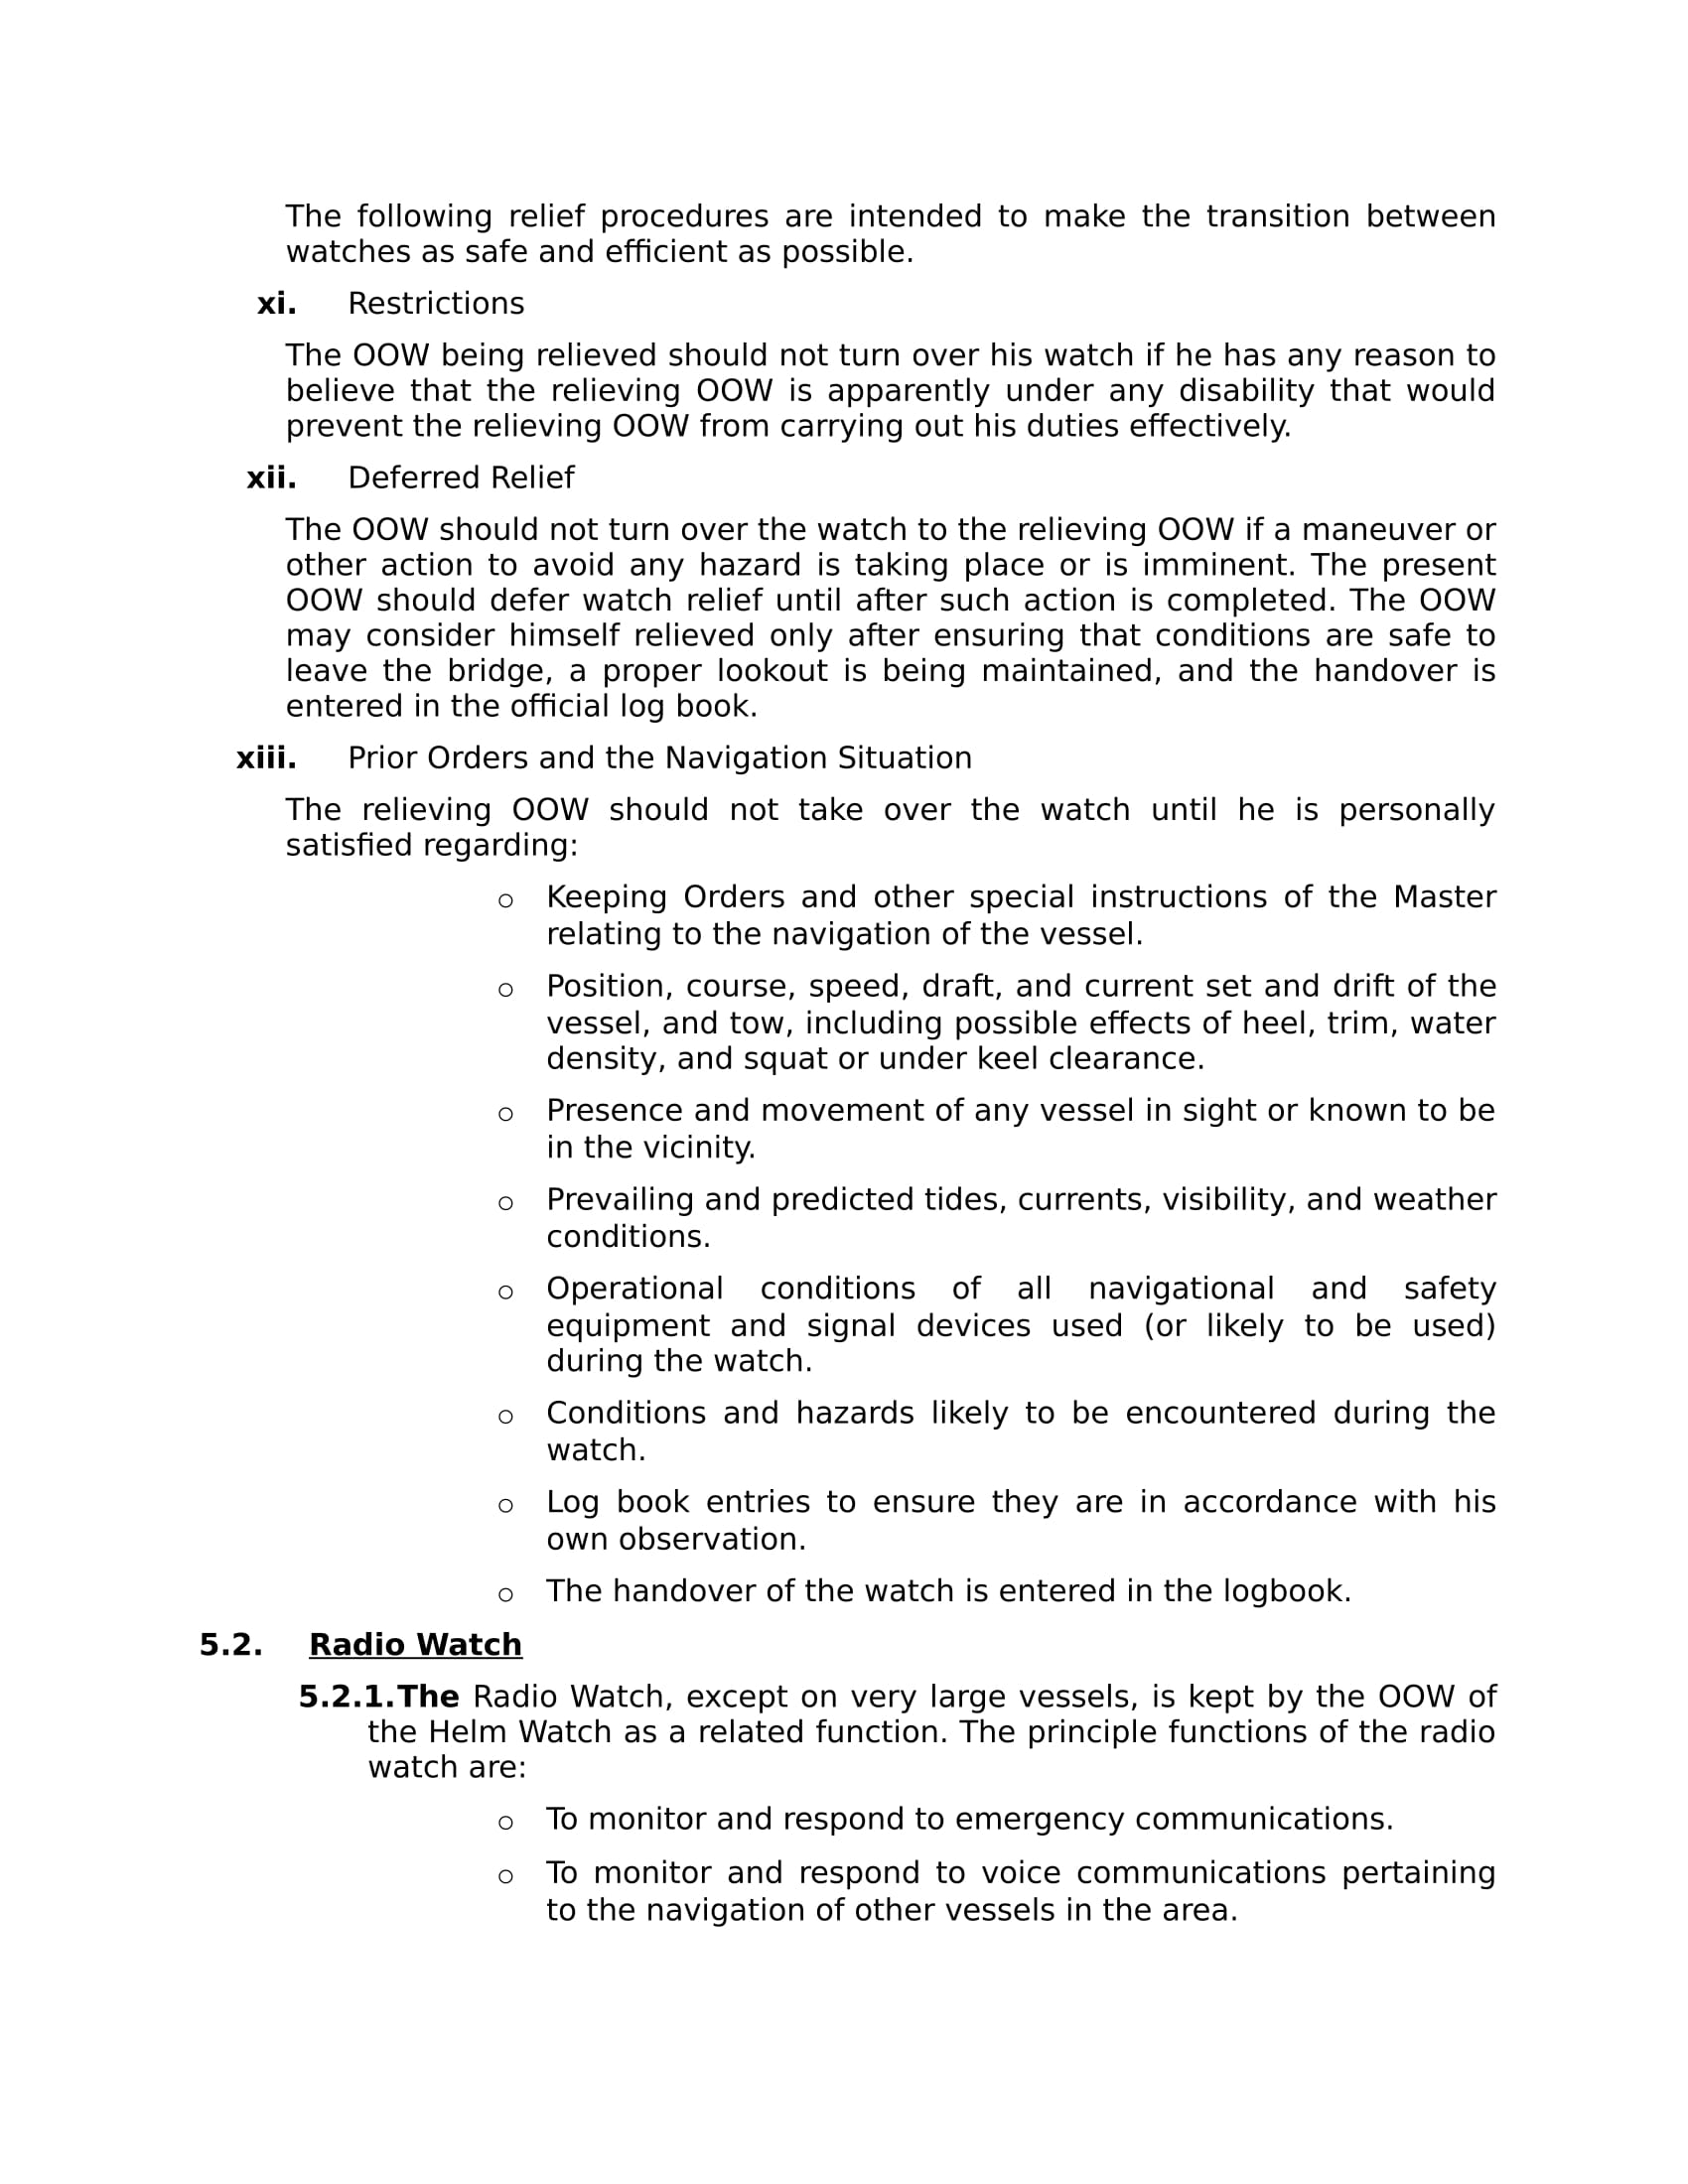 The following relief procedures are intended to make the transition between
watches as safe and efficient as possible.
xi. Restrictions
The OOW being relieved should not turn over his watch if he has any reason to
believe that the relieving OOW is apparently under any disability that would
prevent the relieving OOW from carrying out his duties effectively.
xii. Deferred Relief
The OOW should not turn over the watch to the relieving OOW if a maneuver or
other action to avoid any hazard is taking place or is imminent. The present
OOW should defer watch relief until after such action is completed. The OOW
may consider himself relieved only after ensuring that conditions are safe to
leave the bridge, a proper lookout is being maintained, and the handover is
entered in the official log book.
xiii. Prior Orders and the Navigation Situation
The relieving OOW should not take over the watch until he is personally
satisfied regarding:
○ Keeping Orders and other special instructions of the Master
relating to the navigation of the vessel.
○ Position, course, speed, draft, and current set and drift of the
vessel, and tow, including possible effects of heel, trim, water
density, and squat or under keel clearance.
○ Presence and movement of any vessel in sight or known to be
in the vicinity.
○ Prevailing and predicted tides, currents, visibility, and weather
conditions.
○ Operational conditions of all navigational and safety
equipment and signal devices used (or likely to be used)
during the watch.
○ Conditions and hazards likely to be encountered during the
watch.
○ Log book entries to ensure they are in accordance with his
own observation.
○ The handover of the watch is entered in the logbook.
5.2. Radio Watch
5.2.1.The Radio Watch, except on very large vessels, is kept by the OOW of
the Helm Watch as a related function. The principle functions of the radio
watch are:
○ To monitor and respond to emergency communications.
○ To monitor and respond to voice communications pertaining
to the navigation of other vessels in the area.